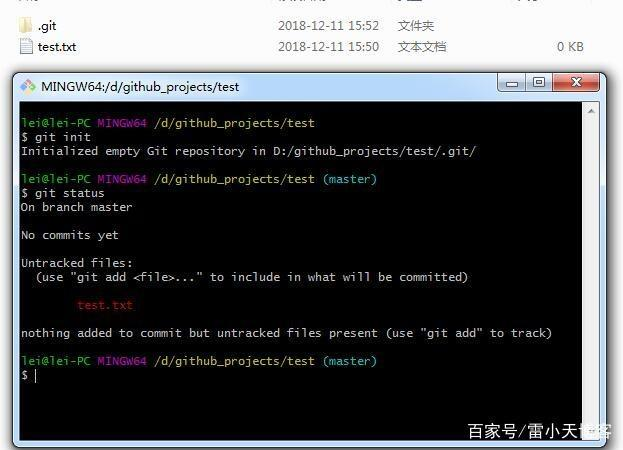 .git 2018-12-11 15:52 文件夹
test.txt 2018-12-11 15:50 文本文档 0 KB
MINGW64:/d/github_projects/test
lei@lei-PC MINGW64 /d/github_projects/test
$ git init
Initialized empty Git repository in D:/github_projects/test/.git/
lei@lei-PC MINGW64 /d/github_projects/test (master)
$ git status
On branch master
No commits yet
Untracked files:
(use "git add <file>..." to include in what will be committed)
test.txt
nothing added to commit but untracked files present (use "git add" to track)
lei@lei-PC MINGW64 /d/github_projects/test (master)
$
百家号/雷小天博客